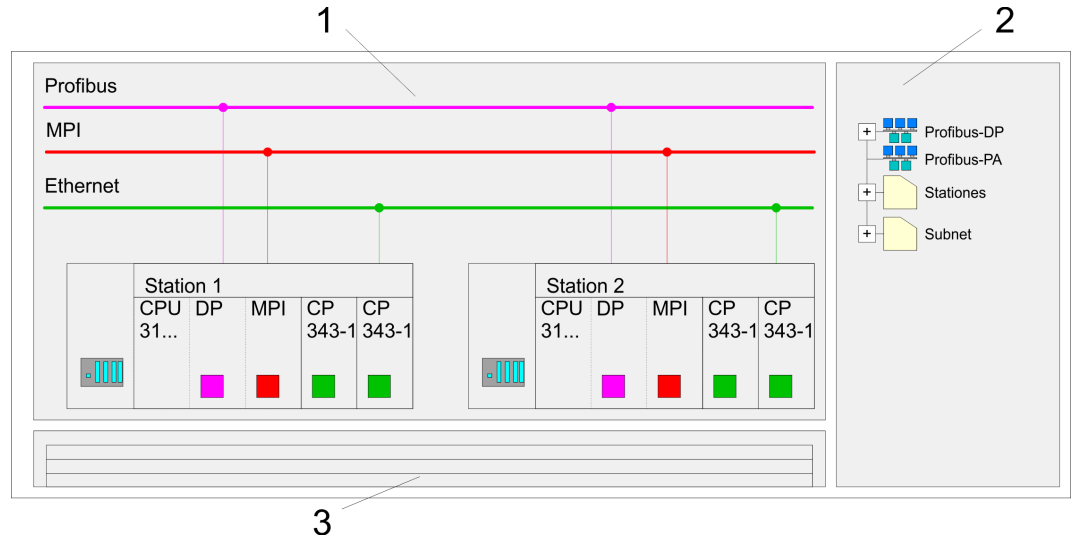 1
2
Profibus
MPI
Ethernet
Profibus-DP
Profibus-PA
Stationes
Subnet
Station 1
CPU 31...
DP
MPI
CP 343-1
CP 343-1
Station 2
CPU 31...
DP
MPI
CP 343-1
CP 343-1
3